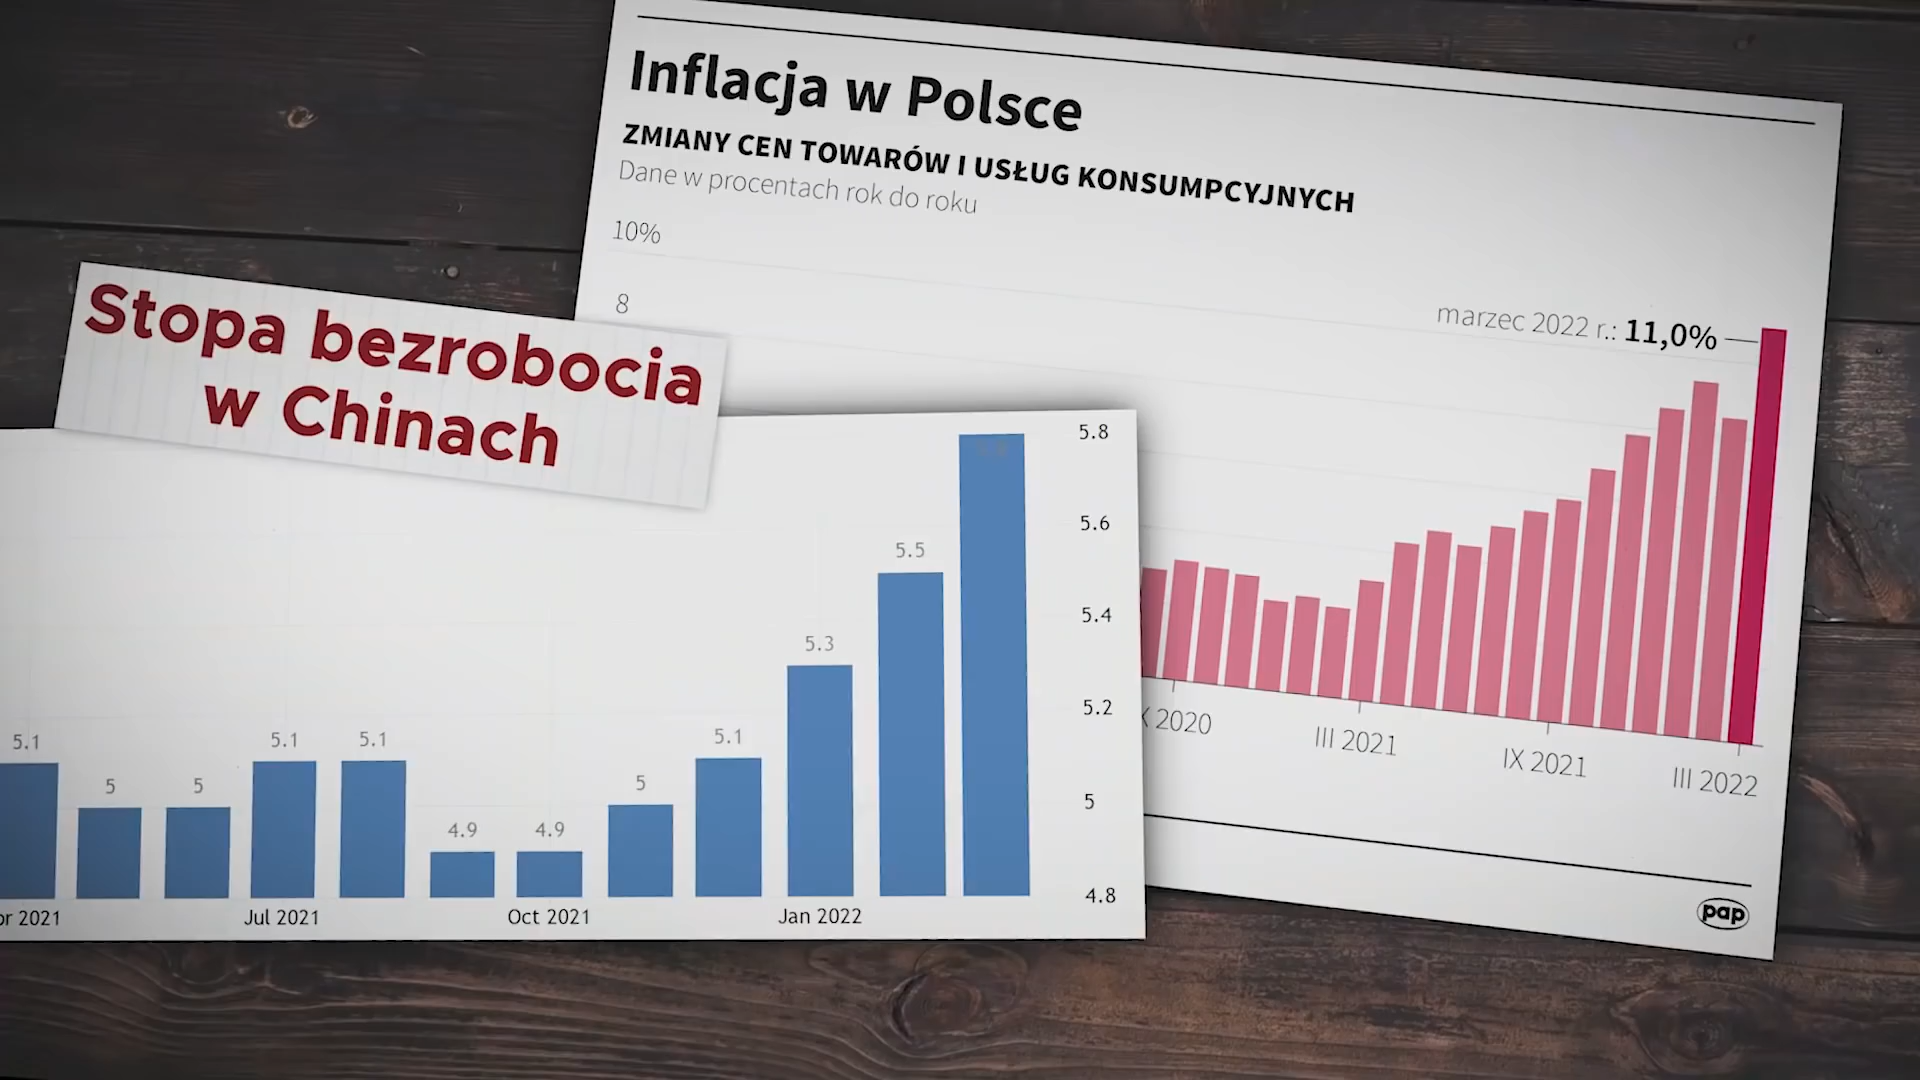 Inflacja w Polsce
ZMIANY CEN TOWARÓW I USŁUG KONSUMPCYJNYCH
Dane w procentach rok do roku
10%
8
marzec 2022 r.: 11,0%
X 2020
III 2021
IX 2021
III 2022
pap
Stopa bezrobocia
w Chinach
5.1
5
5
5.1
5.1
4.9
4.9
5
5.1
5.3
5.5
5.8
5.6
5.4
5.2
5
4.8
2021
Jul 2021
Oct 2021
Jan 2022